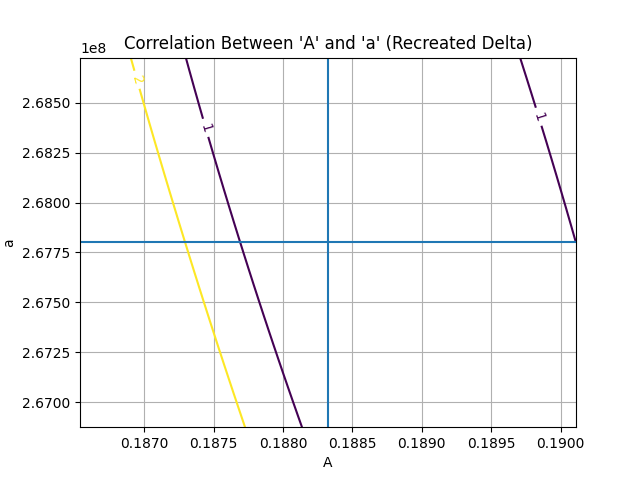 Correlation Between 'A' and 'a' (Recreated Delta)
1e8
2.6850
2.6825
2.6800
2.6775
2.6750
2.6725
2.6700
a
2
1
1
0.1870 0.1875 0.1880 0.1885 0.1890 0.1895 0.1900
A